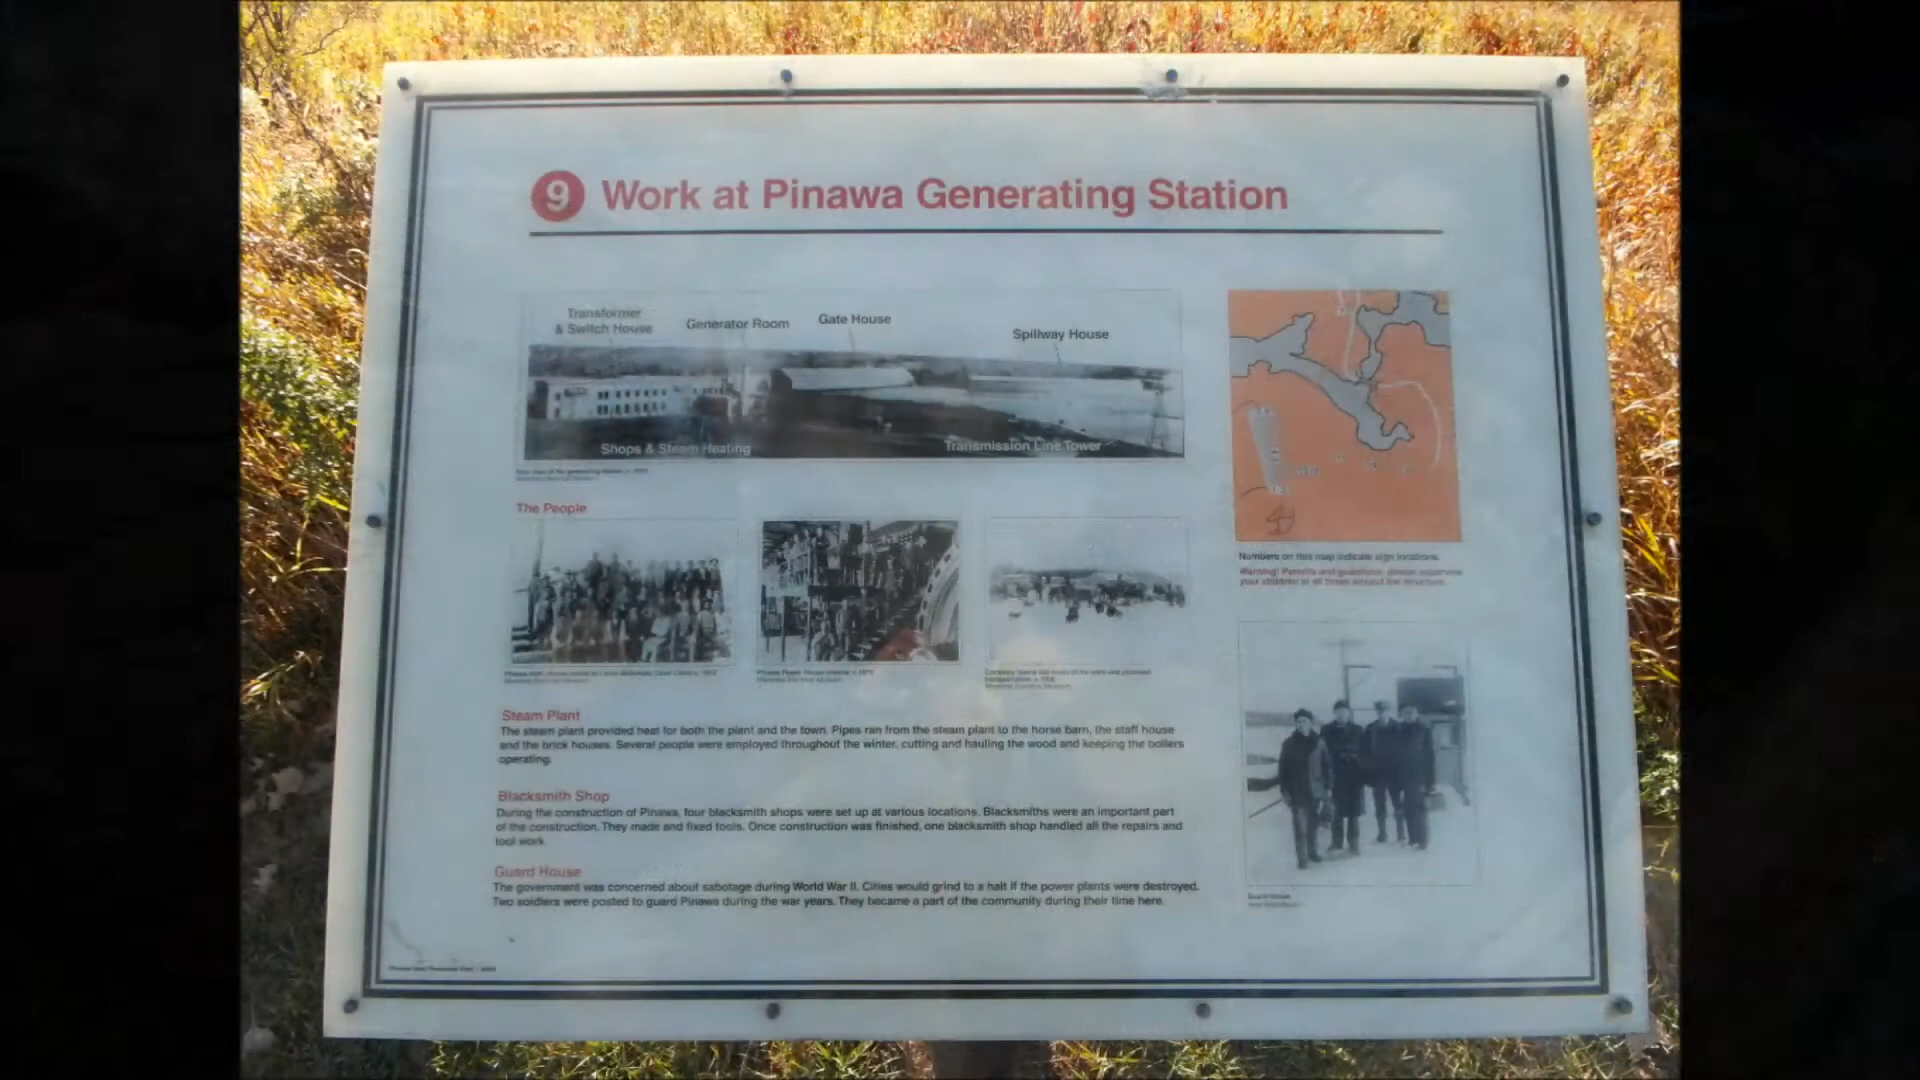 9 Work at Pinawa Generating Station
Transformer
& Switch House
Generator Room
Gate House
Spillway House
Shops & Steam Heating
Transmission Line Tower
The People
Numbers on this map indicate sign locations.
Warning! Parents and guardians, please supervise
your children at all times around the structure.
Steam Plant
The steam plant provided heat for both the plant and the town. Pipes ran from the steam plant to the horse barn, the staff house
and the brick houses. Several people were employed throughout the winter, cutting and hauling the wood and keeping the boilers
operating.
Blacksmith Shop
During the construction of Pinawa, four blacksmith shops were set up at various locations. Blacksmiths were an important part
of the construction. They made and fixed tools. Once construction was finished, one blacksmith shop handled all the repairs and
tool work.
Guard House
The government was concerned about sabotage during World War II. Cities would grind to a halt if the power plants were destroyed.
Two soldiers were posted to guard Pinawa during the war years. They became a part of the community during their time here.
Guard House